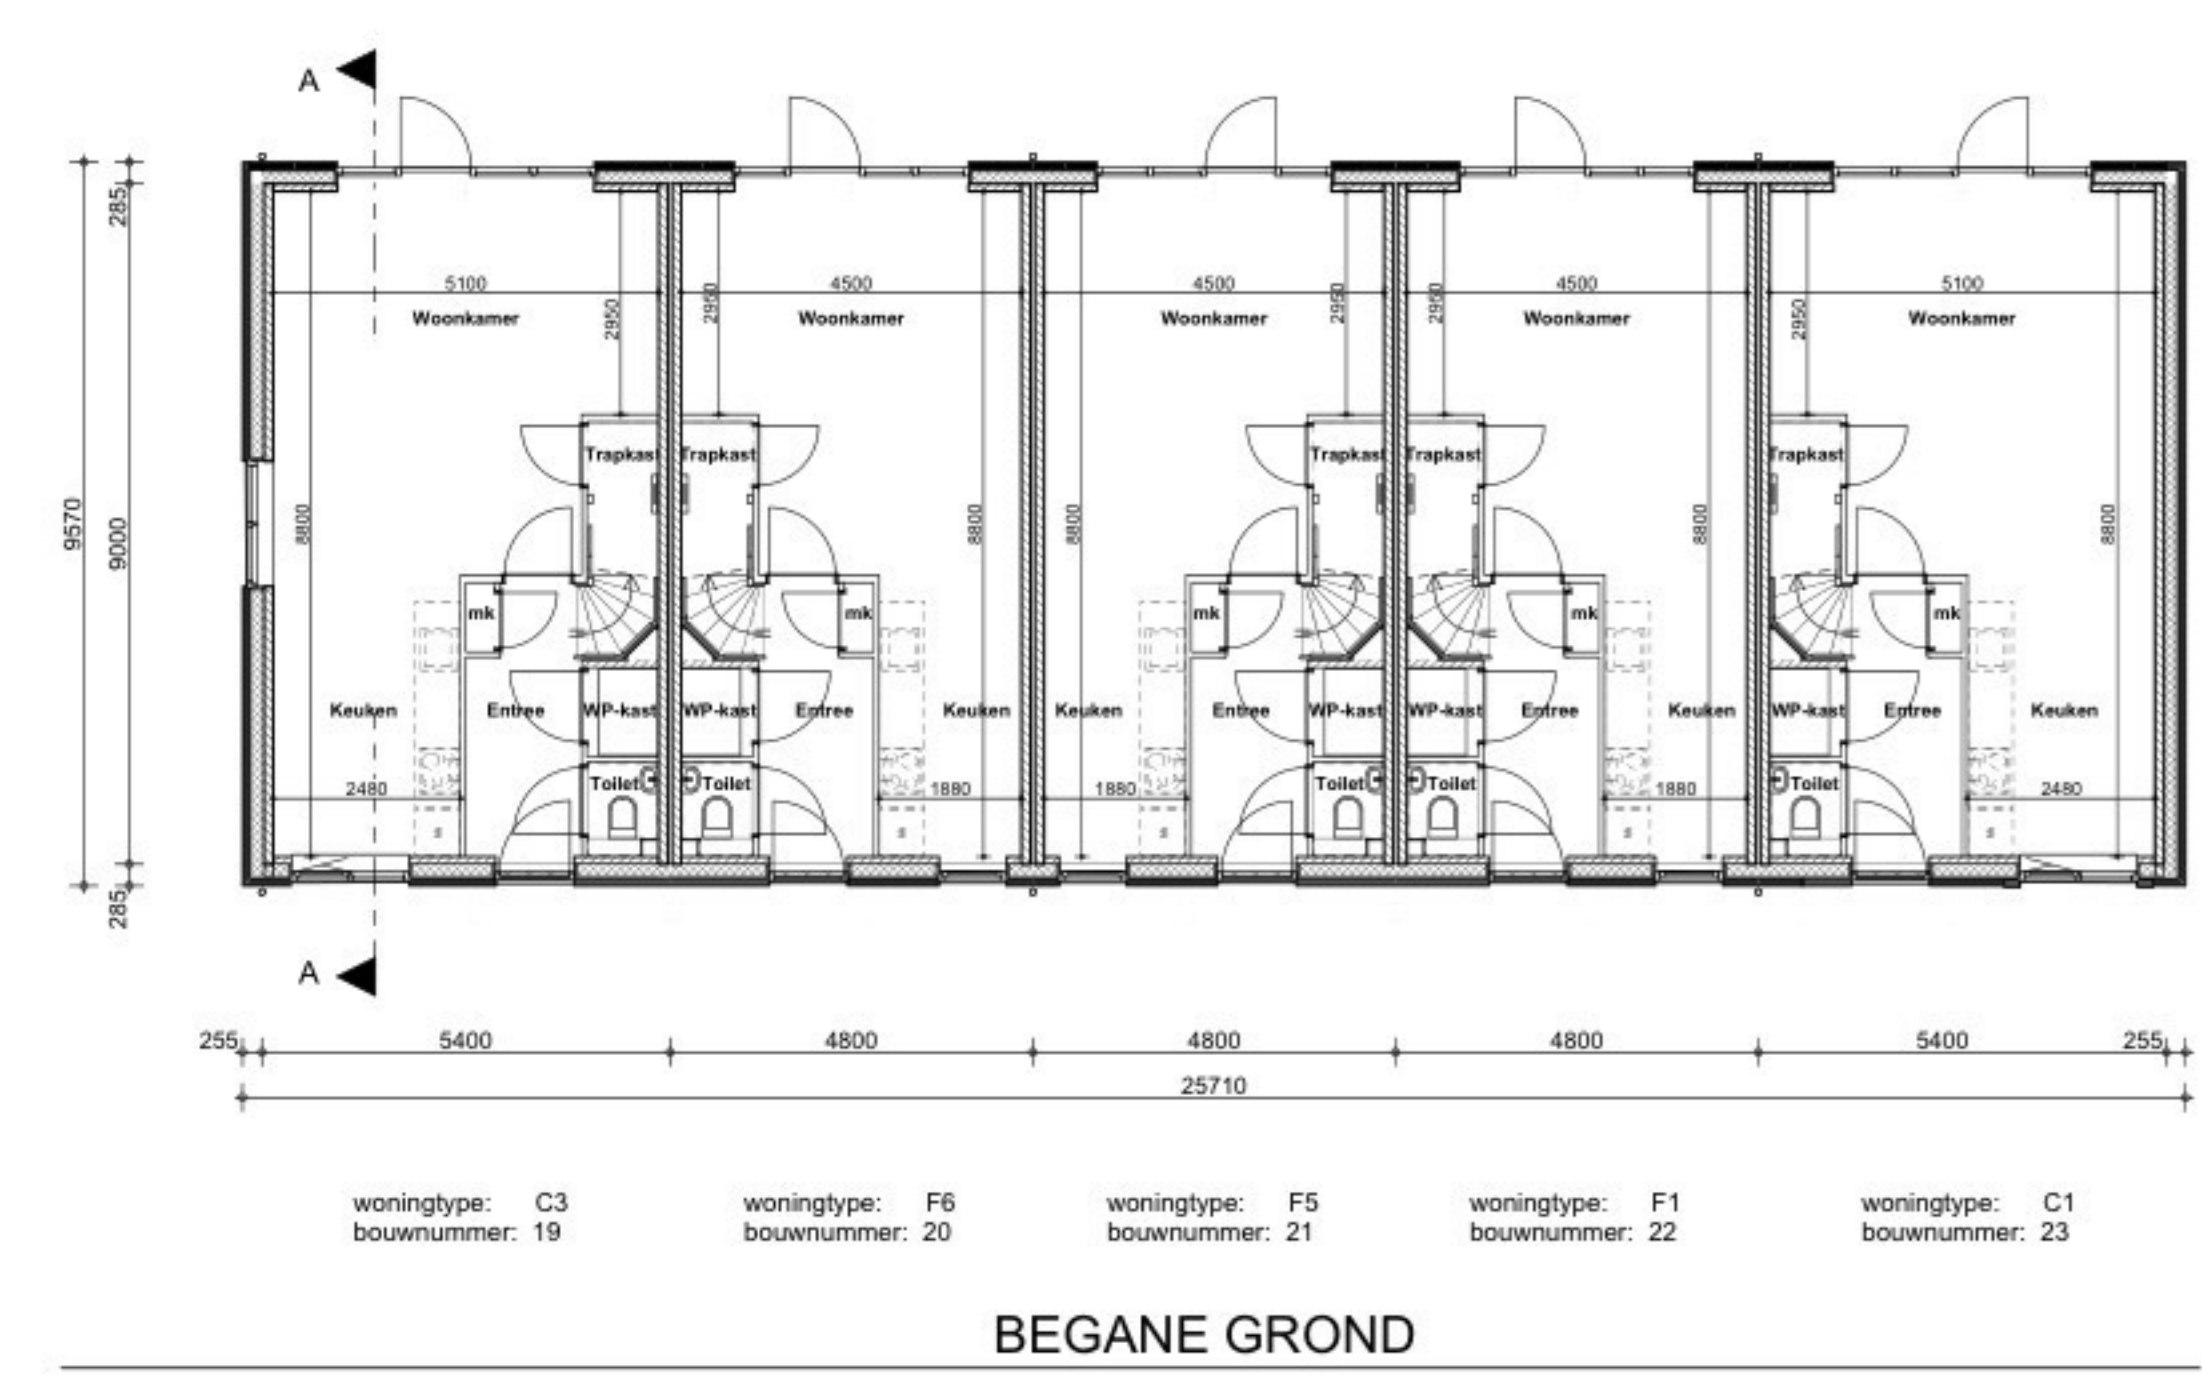 A
285
9570
9000
285
5100 4500 4500 4500 5100
Woonkamer Woonkamer Woonkamer Woonkamer Woonkamer
2950 2950 2950 2950 2950
Trapkast Trapkast Trapkast Trapkast Trapkast
8800 8800 8800 8800 8800
mk mk mk mk mk
Keuken Entree WP-kast WP-kast Entree Keuken Keuken Entree WP-kast WP-kast Entree Keuken WP-kast Entree Keuken
Toilet Toilet Toilet Toilet Toilet
2480 1880 1880 1880 2480
s s s s s
A
255 5400 4800 4800 4800 5400 255
25710
woningtype: C3
bouwnummer: 19
woningtype: F6
bouwnummer: 20
woningtype: F5
bouwnummer: 21
woningtype: F1
bouwnummer: 22
woningtype: C1
bouwnummer: 23
BEGANE GROND